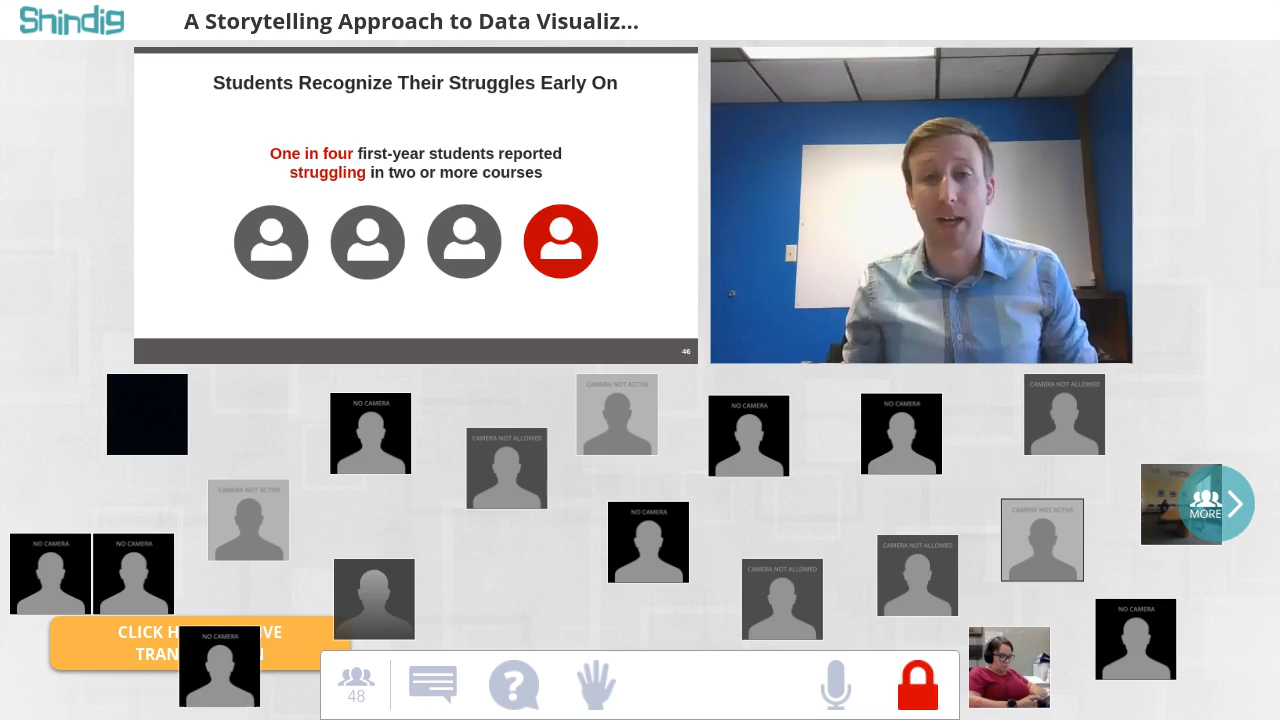 Shindig
A Storytelling Approach to Data Visualiz...
Students Recognize Their Struggles Early On
One in four first-year students reported
struggling in two or more courses
46
CAMERA NOT ACTIVE
CAMERA NOT ALLOWED
NO CAMERA
NO CAMERA
NO CAMERA
CAMERA NOT ALLOWED
CAMERA NOT ACTIVE
MORE
CAMERA NOT ACTIVE
NO CAMERA
NO CAMERA
NO CAMERA
CAMERA NOT ALLOWED
CAMERA NOT ALLOWED
NO CAMERA
CLICK
NO CAMERA
48